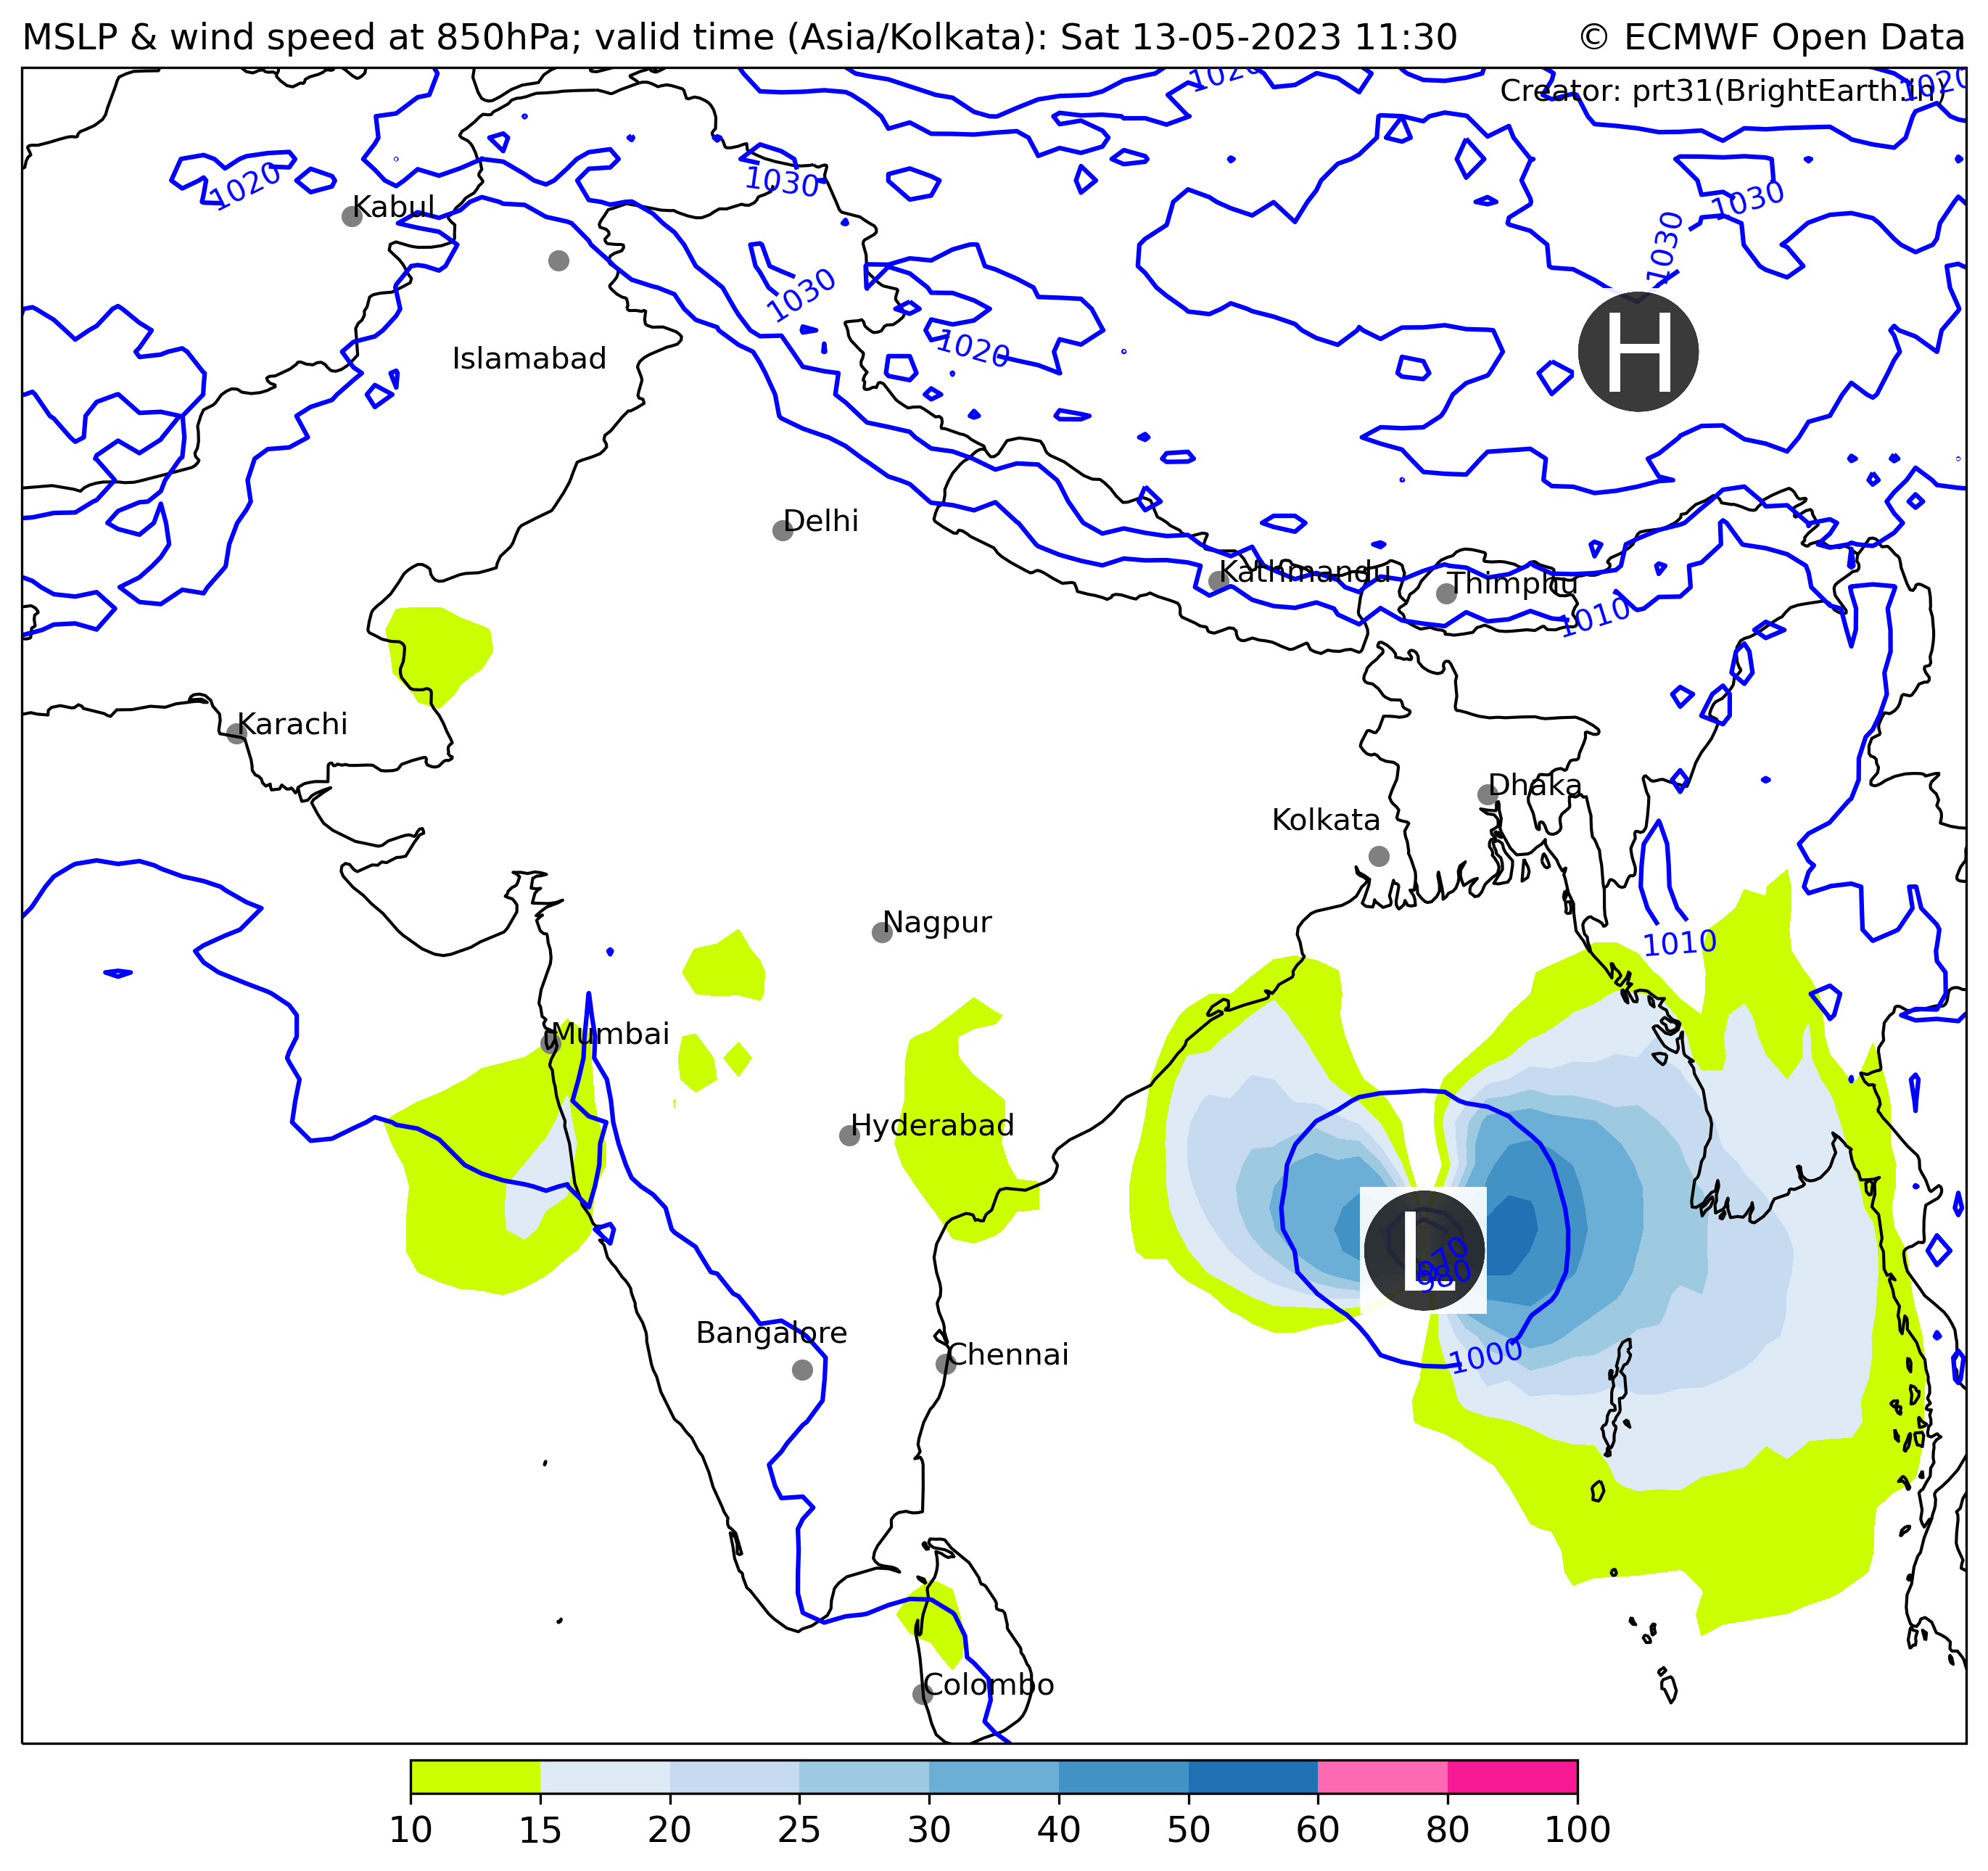 MSLP & wind speed at 850hPa; valid time (Asia/Kolkata): Sat 13-05-2023 11:30 © ECMWF Open Data
1020
Creator: prt31(BrightEarth.in)
1020
1020
1030
1030
1030
Kabul
1030
H
1020
Islamabad
Delhi
Kathmandu
Thimphu
1010
Karachi
Dhaka
Kolkata
Nagpur
1010
Mumbai
Hyderabad
L
970
980
Bangalore
Chennai
1000
Colombo
10 15 20 25 30 40 50 60 80 100